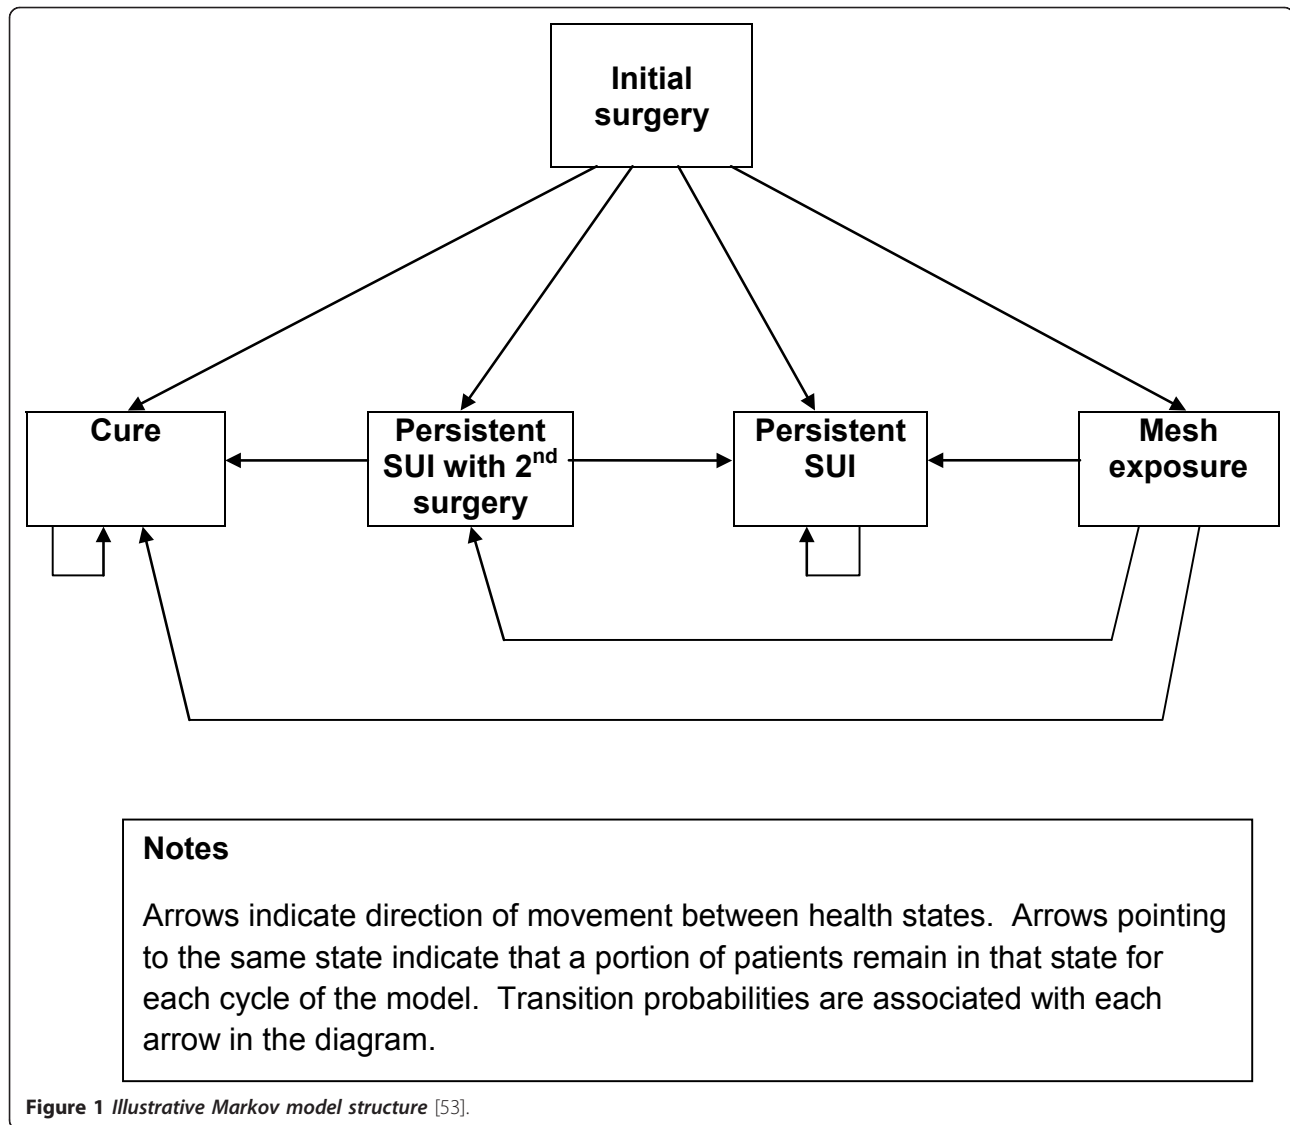 Initial
surgery
Cure
Persistent
SUI with 2nd
surgery
Persistent
SUI
Mesh
exposure
Notes
Arrows indicate direction of movement between health states. Arrows pointing
to the same state indicate that a portion of patients remain in that state for
each cycle of the model. Transition probabilities are associated with each
arrow in the diagram.
Figure 1 Illustrative Markov model structure [53].